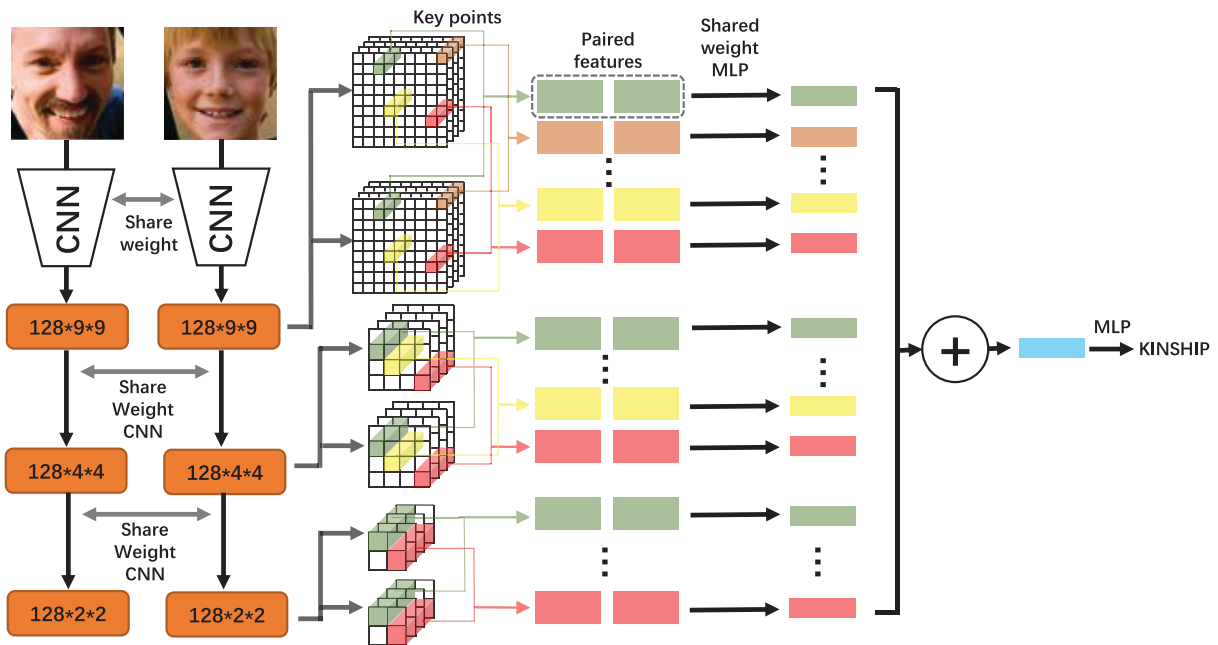 Key points
Paired
features
Shared
weight
MLP
CNN
CNN
Share
weight
128*9*9
128*9*9
Share
Weight
CNN
128*4*4
128*4*4
Share
Weight
CNN
128*2*2
128*2*2
+
MLP
KINSHIP